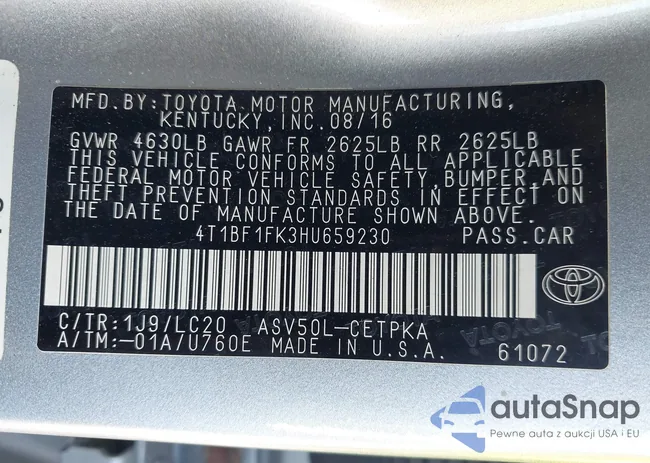 MFD.BY:TOYOTA MOTOR MANUFACTURING,
KENTUCKY, INC.08/16
GVWR 4630LB GAWR FR 2625LB RR 2625LB
THIS VEHICLE CONFORMS TO ALL APPLICABLE
FEDERAL MOTOR VEHICLE SAFETY, BUMPER AND
THEFT PREVENTION STANDARDS IN EFFECT ON
THE DATE OF MANUFACTURE SHOWN ABOVE.
4T1BF1FK3HU659230 PASS.CAR
C/TR:1J9/LC20 ASV50L-CETPKA
A/TM:-01A/U760E MADE IN U.S.A. 61072
autoSnap
Pewne auta z aukcji USA i EU